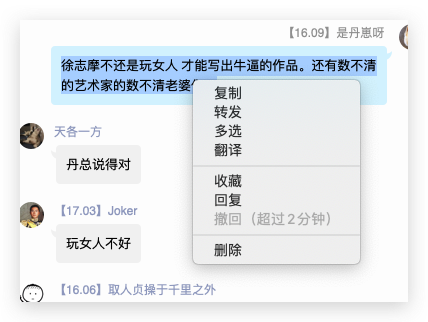 【16.09】是丹崽呀
徐志摩不还是玩女人 才能写出牛逼的作品。还有数不清
的艺术家的数不清老婆
复制
转发
多选
翻译
天各一方
丹总说得对
收藏
回复
撤回（超过2分钟）
删除
【17.03】Joker
玩女人不好
【16.06】取人贞操于千里之外